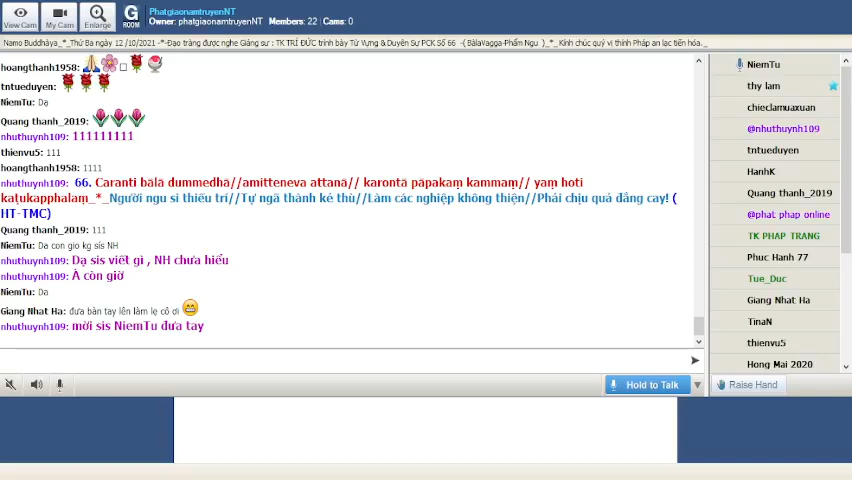 PhatgiaonamtruyenNT
Owner: phatgiaonamtruyenNT Members: 22 Cams: 0
View Cam
My Cam
Enlarge
G
ROOM
Namo Buddhàya_*_Thứ Ba ngày 12 /10/2021 -*-Đạo tràng được nghe Giảng sư : TK TRÍ ĐỨC trình bày Từ Vựng & Duyên Sự PCK Số 66 -(BàlaVagga-Phẩm Ngu )_*_Kính chúc quý vị thính Pháp an lạc tiến hóa._
hoangthanh1958:
tntueduyen:
NiemTu: Dạ
Quang thanh_2019:
nhuthuynh109: 111111111
thienvu5: 111
hoangthanh1958: 1111
nhuthuynh109: 66. Caranti bālā dummedhā//amitteneva attanā// karontā pāpakaṃ kammaṃ// yaṃ hoti
kaṭukapphalaṃ_*_Người ngu si thiếu trí//Tự ngã thành kẻ thù//Làm các nghiệp không thiện//Phải chịu quả đắng cay! (
HT-TMC)
Quang thanh_2019: 111
NiemTu: Da con gio kg sis NH
nhuthuynh109: Dạ sis viết gì , NH chưa hiểu
nhuthuynh109: À còn giờ
NiemTu: Da
Giang Nhat Ha: đưa bàn tay lên làm lẹ cô ơi
nhuthuynh109: mời sis NiemTu đưa tay
NiemTu
thy lam
chieclamuaxuan
@nhuthuynh109
tntueduyen
HanhK
Quang thanh_2019
@phaL phap online
TK PHAP TRANG
Phuc Hanh 77
Tue_Duc
Giang Nhat Ha
TinaN
thienvu5
Hong Mai 2020
Hold to Talk
Raise Hand